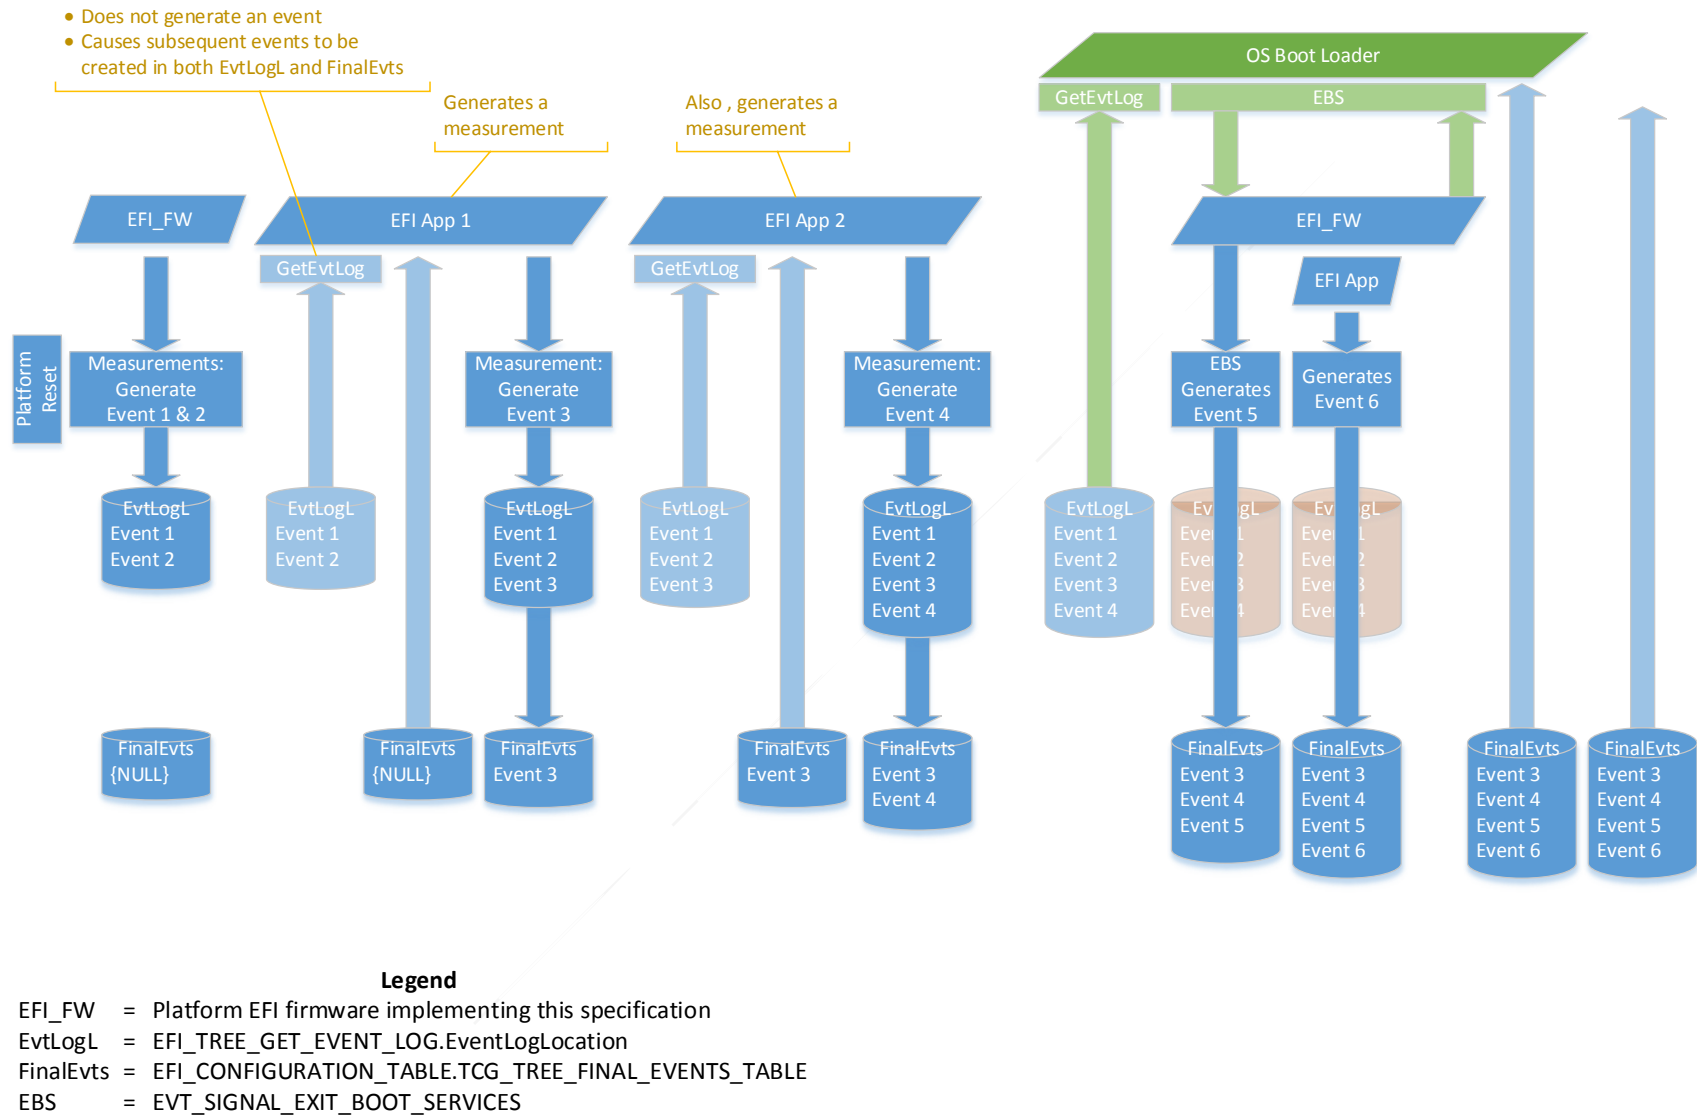 • Does not generate an event
• Causes subsequent events to be
created in both EvtLogL and FinalEvts
Generates a
measurement
Also , generates a
measurement
OS Boot Loader
GetEvtLog
EBS
EFI_FW
EFI App 1
EFI App 2
EFI_FW
GetEvtLog
GetEvtLog
EFI App
Platform
Reset
Measurements:
Generate
Event 1 & 2
Measurement:
Generate
Event 3
Measurement:
Generate
Event 4
EBS
Generates
Event 5
Generates
Event 6
EvtLogL
Event 1
Event 2
EvtLogL
Event 1
Event 2
EvtLogL
Event 1
Event 2
Event 3
EvtLogL
Event 1
Event 2
Event 3
EvtLogL
Event 1
Event 2
Event 3
Event 4
EvtLogL
Event 1
Event 2
Event 3
Event 4
FinalEvts
{NULL}
FinalEvts
{NULL}
FinalEvts
Event 3
FinalEvts
Event 3
FinalEvts
Event 3
Event 4
FinalEvts
Event 3
Event 4
Event 5
FinalEvts
Event 3
Event 4
Event 5
Event 6
FinalEvts
Event 3
Event 4
Event 5
Event 6
FinalEvts
Event 3
Event 4
Event 5
Event 6
Legend
EFI_FW = Platform EFI firmware implementing this specification
EvtLogL = EFI_TREE_GET_EVENT_LOG.EventLogLocation
FinalEvts = EFI_CONFIGURATION_TABLE.TCG_TREE_FINAL_EVENTS_TABLE
EBS = EVT_SIGNAL_EXIT_BOOT_SERVICES